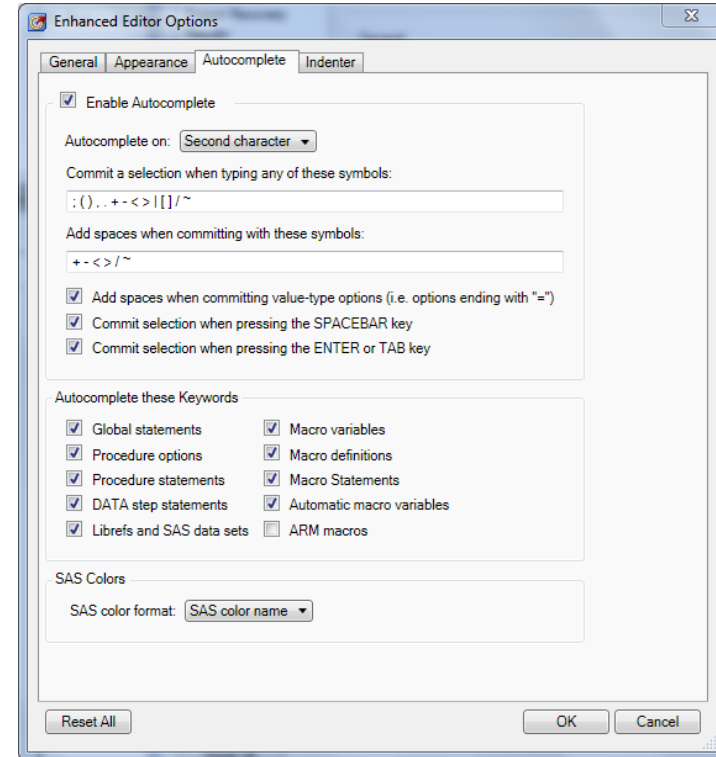 Enhanced Editor Options
General Appearance Autocomplete Indenter
Enable Autocomplete
Autocomplete on: Second character
Commit a selection when typing any of these symbols:
; ( ) , . + - < > | [ ] / ~
Add spaces when committing with these symbols:
+ - < > / ~
Add spaces when committing value-type options (i.e. options ending with "=")
Commit selection when pressing the SPACEBAR key
Commit selection when pressing the ENTER or TAB key
Autocomplete these Keywords
Global statements Macro variables
Procedure options Macro definitions
Procedure statements Macro Statements
DATA step statements Automatic macro variables
Librefs and SAS data sets ARM macros
SAS Colors
SAS color format: SAS color name
Reset All OK Cancel